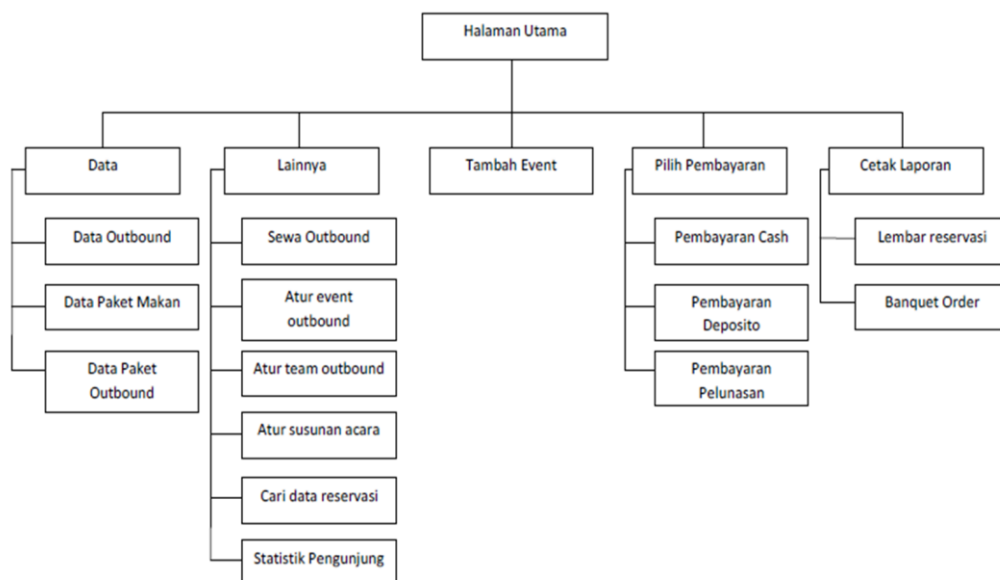 Halaman Utama
Data
Lainnya
Tambah Event
Pilih Pembayaran
Cetak Laporan
Data Outbound
Data Paket Makan
Data Paket
Outbound
Sewa Outbound
Atur event
outbound
Atur team outbound
Atur susunan acara
Cari data reservasi
Statistik Pengunjung
Pembayaran Cash
Pembayaran
Deposito
Pembayaran
Pelunasan
Lembar reservasi
Banquet Order